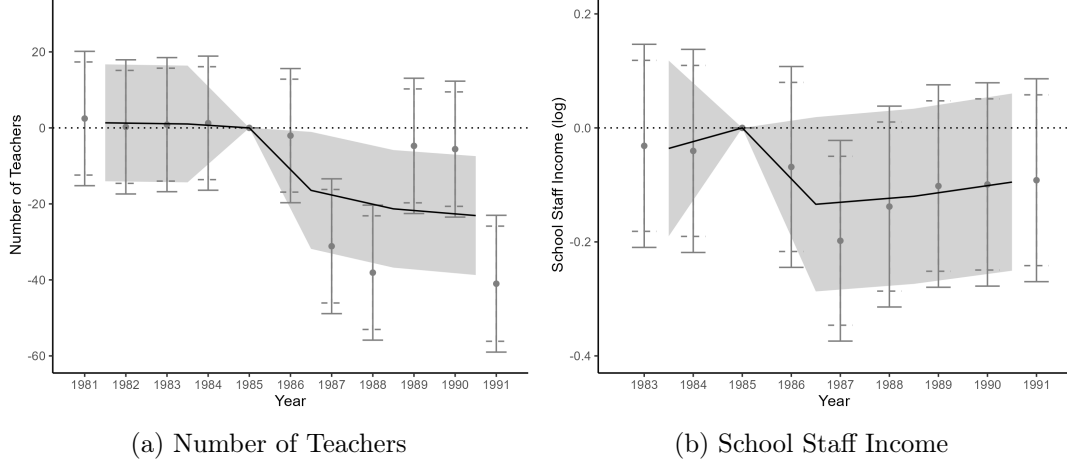 20
0
-20
-40
-60
Number of Teachers
1981 1982 1983 1984 1985 1986 1987 1988 1989 1990 1991
Year
(a) Number of Teachers
0.2
0.0
-0.2
-0.4
School Staff Income (log)
1983 1984 1985 1986 1987 1988 1989 1990 1991
Year
(b) School Staff Income